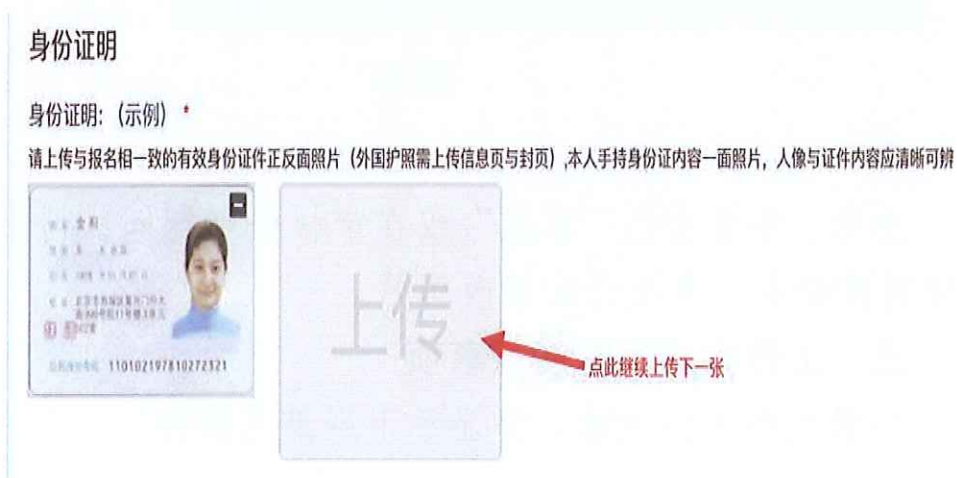 身份证明
身份证明:(示例) *
请上传与报名相一致的有效身份证件正反面照片(外国护照需上传信息页与封页),本人手持身份证内容一面照片,人像与证件内容应清晰可辨
上传
点此继续上传下一张
110102197810272321